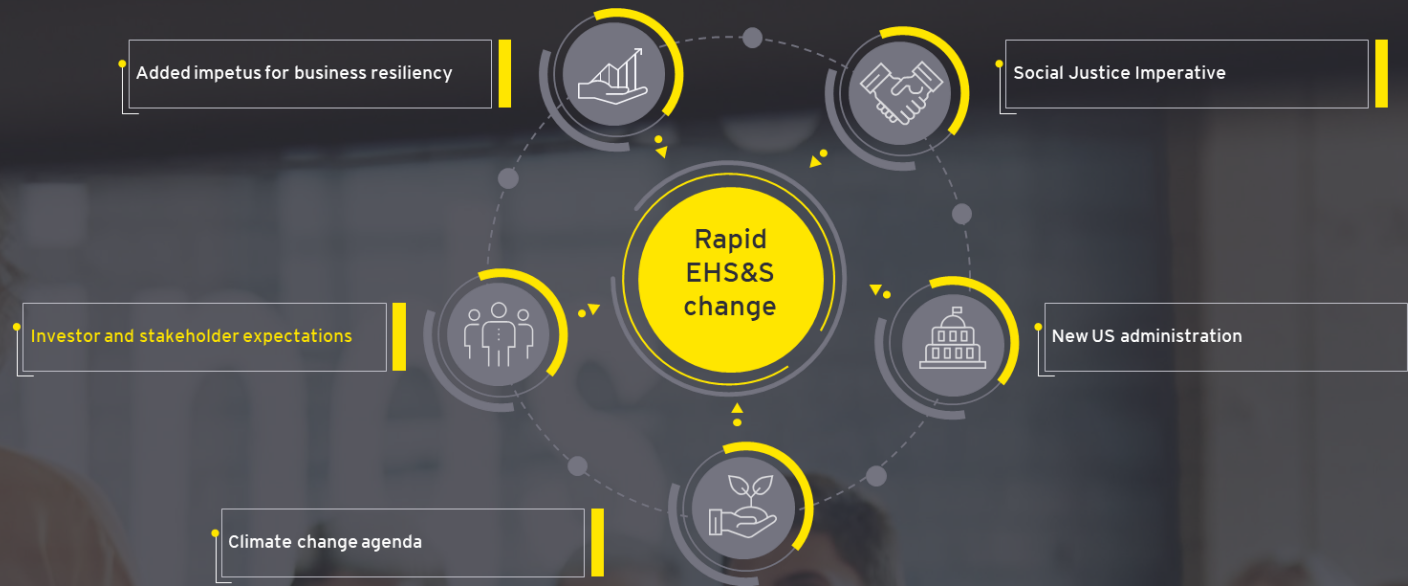 Added impetus for business resiliency
Social Justice Imperative
Rapid
EHS&S
change
Investor and stakeholder expectations
New US administration
Climate change agenda